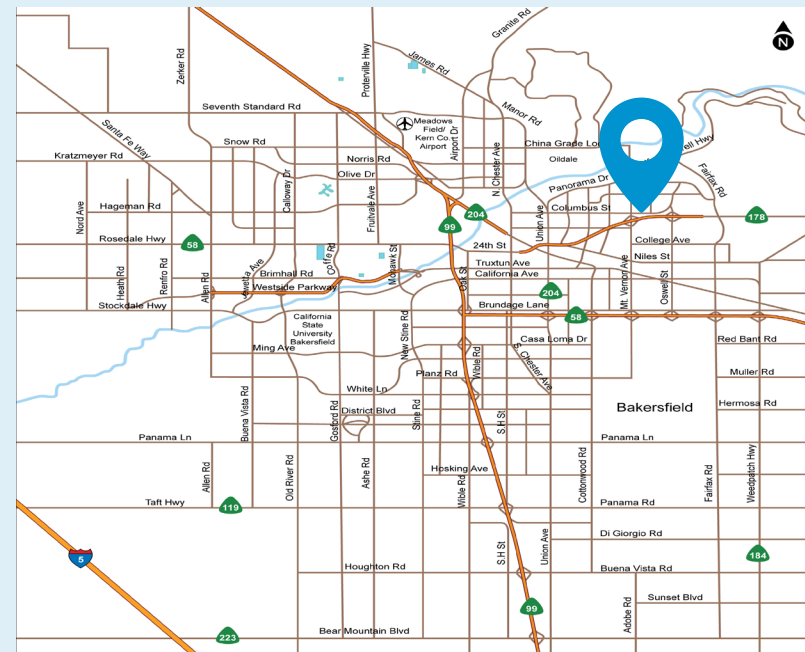 Granite Rd
N
Zerker Rd
Proterville Hwy
James Rd
Seventh Standard Rd
Manor Rd
Santa Fe Way
Meadows
Field/
Kern Co.
Airport
Airport Dr
Snow Rd
China Grade Loo
ell Hwy
Kratzmeyer Rd
Norris Rd
N. Chester Ave
Oildale
Olive Dr
Panorama Dr
Fairfax Rd
Calloway Dr
Fruitvale Ave
Nord Ave
Hageman Rd
204
Union Ave
Columbus St
178
99
Rosedale Hwy
58
24th St
College Ave
Coffe Rd
Mohawk St
Niles St
Heath Rd
Renfro Rd
Allen Rd
Jewetta Ave
Brimhall Rd
Truxtun Ave
California Ave
Oak St
Mt. Vernon Ave
Oswell St
Westside Parkway
204
Stockdale Hwy
Brundage Lane
58
California
State
University
Bakersfield
New Stine Rd
Casa Loma Dr
Red Bant Rd
Ming Ave
Wible Rd
S. Chester Ave
Planz Rd
Muller Rd
White Ln
Buena Vista Rd
Gosford Rd
District Blvd
Stine Rd
S.H St
Bakersfield
Hermosa Rd
Panama Ln
Panama Ln
Allen Rd
Old River Rd
Ashe Rd
Hosking Ave
Wible Rd
Cottonwood Rd
Fairfax Rd
Weedpatch Hwy
Taft Hwy
119
Panama Rd
S.H St
Union Ave
Di Giorgio Rd
5
184
Houghton Rd
Buena Vista Rd
99
Adobe Rd
Sunset Blvd
223
Bear Mountain Blvd